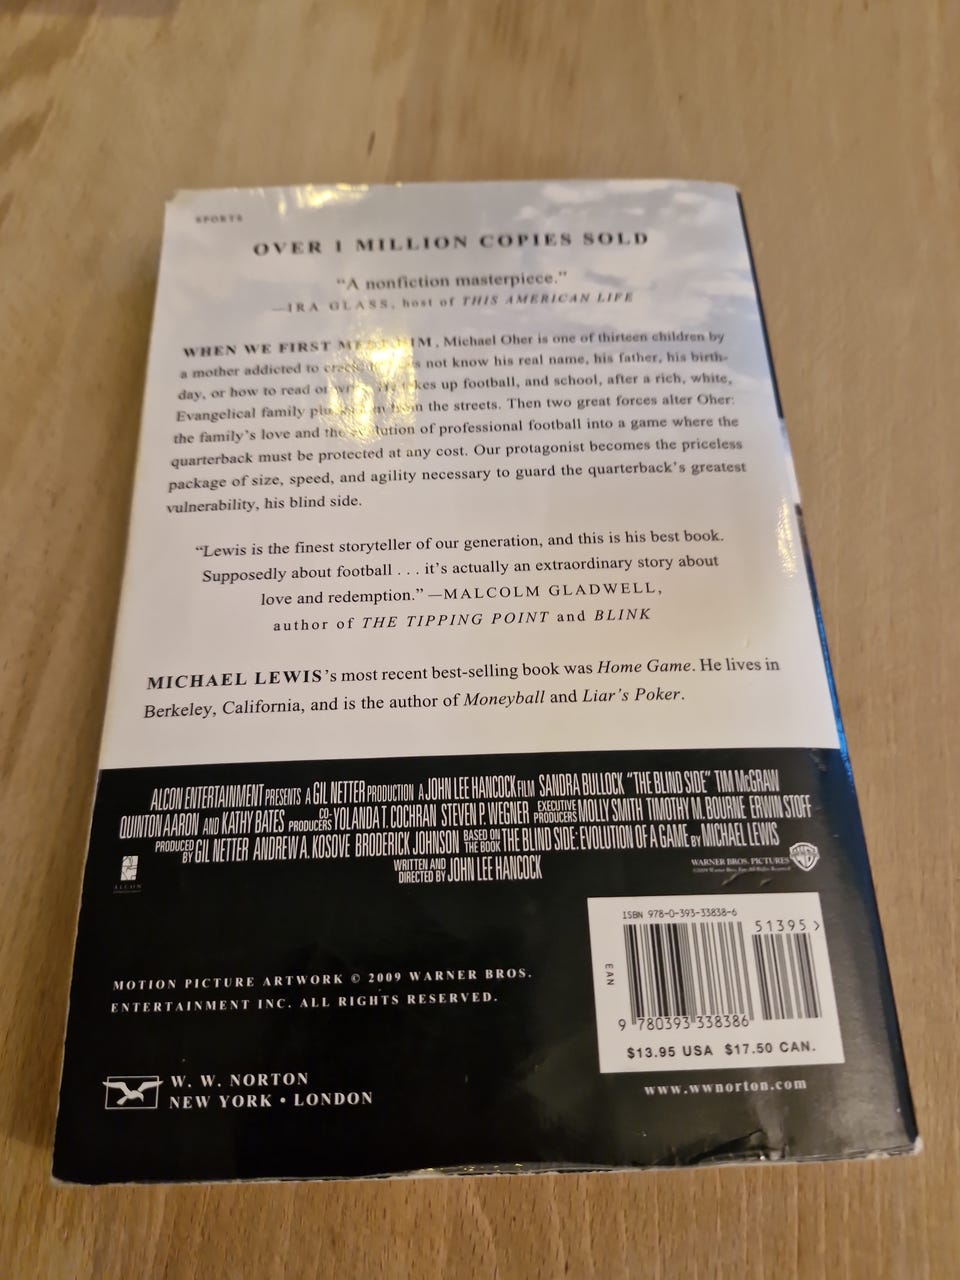 SPORTS
OVER 1 MILLION COPIES SOLD
“A nonfiction masterpiece.”
—IRA GLASS, host of THIS AMERICAN LIFE
WHEN WE FIRST, Michael Oher is one of thirteen children by
a mother addicted to not know his real name, his father, his birth-
day, or how to read or up football, and school, after a rich, white,
Evangelical family the streets. Then two great forces alter Oher:
the family’s love and the evolution of professional football into a game where the
quarterback must be protected at any cost. Our protagonist becomes the priceless
package of size, speed, and agility necessary to guard the quarterback’s greatest
vulnerability, his blind side.
“Lewis is the finest storyteller of our generation, and this is his best book.
Supposedly about football . . . it’s actually an extraordinary story about
love and redemption.” —MALCOLM GLADWELL,
author of THE TIPPING POINT and BLINK
MICHAEL LEWIS’s most recent best-selling book was Home Game. He lives in
Berkeley, California, and is the author of Moneyball and Liar’s Poker.
ALCON ENTERTAINMENT PRESENTS A GIL NETTER PRODUCTION A JOHN LEE HANCOCK FILM SANDRA BULLOCK "THE BLIND SIDE" TIM McGRAW
QUINTON AARON AND KATHY BATES CO-PRODUCERS YOLANDA T. COCHRAN STEVEN P. WEGNER EXECUTIVE PRODUCERS MOLLY SMITH TIMOTHY M. BOURNE ERWIN STOFF
PRODUCED BY GIL NETTER ANDREW A. KOSOVE BRODERICK JOHNSON BASED ON THE BOOK THE BLIND SIDE: EVOLUTION OF A GAME BY MICHAEL LEWIS
WRITTEN AND DIRECTED BY JOHN LEE HANCOCK
ALCON
WARNER BROS. PICTURES
ISBN 978-0-393-33838-6
51395 >
EAN
9 780393 338386
$13.95 USA $17.50 CAN.
MOTION PICTURE ARTWORK © 2009 WARNER BROS.
ENTERTAINMENT INC. ALL RIGHTS RESERVED.
W. W. NORTON
NEW YORK • LONDON
www.wwnorton.com